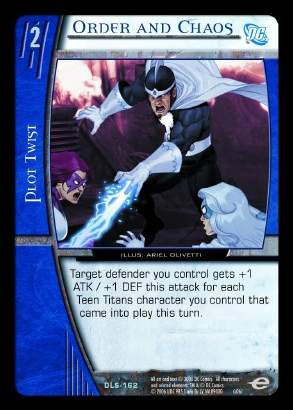 ORDER AND CHAOS
2
DC
PLOT TWIST
ILLUS: ARIEL OLIVETTI
Target defender you control gets +1
ATK / +1 DEF this attack for each
Teen Titans character you control that
came into play this turn.
DLS-162